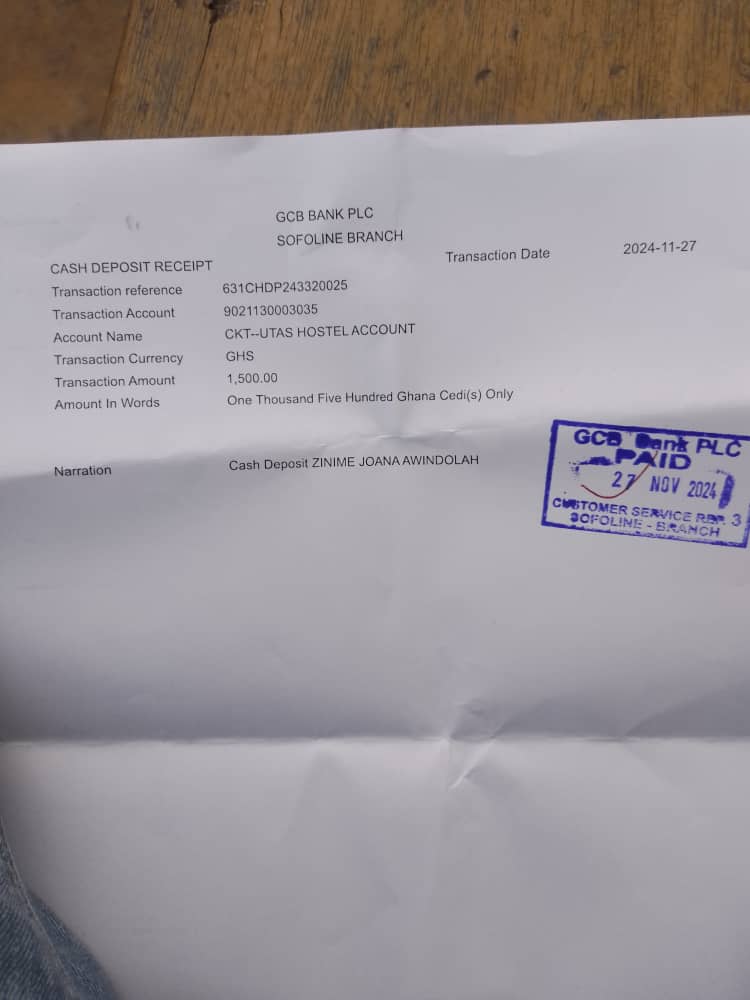 GCB BANK PLC
SOFOLINE BRANCH
CASH DEPOSIT RECEIPT
Transaction Date 2024-11-27
Transaction reference 631CHDP243320025
Transaction Account 9021130003035
Account Name CKT--UTAS HOSTEL ACCOUNT
Transaction Currency GHS
Transaction Amount 1,500.00
Amount In Words One Thousand Five Hundred Ghana Cedi(s) Only
Narration Cash Deposit ZINIME JOANA AWINDOLAH
GCB Bank PLC
PAID
27 NOV 2024
CUSTOMER SERVICE REP. 3
SOFOLINE - BRANCH